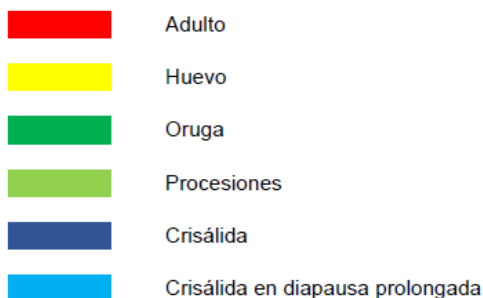 Adulto
Huevo
Oruga
Procesiones
Crisálida
Crisálida en diapausa prolongada